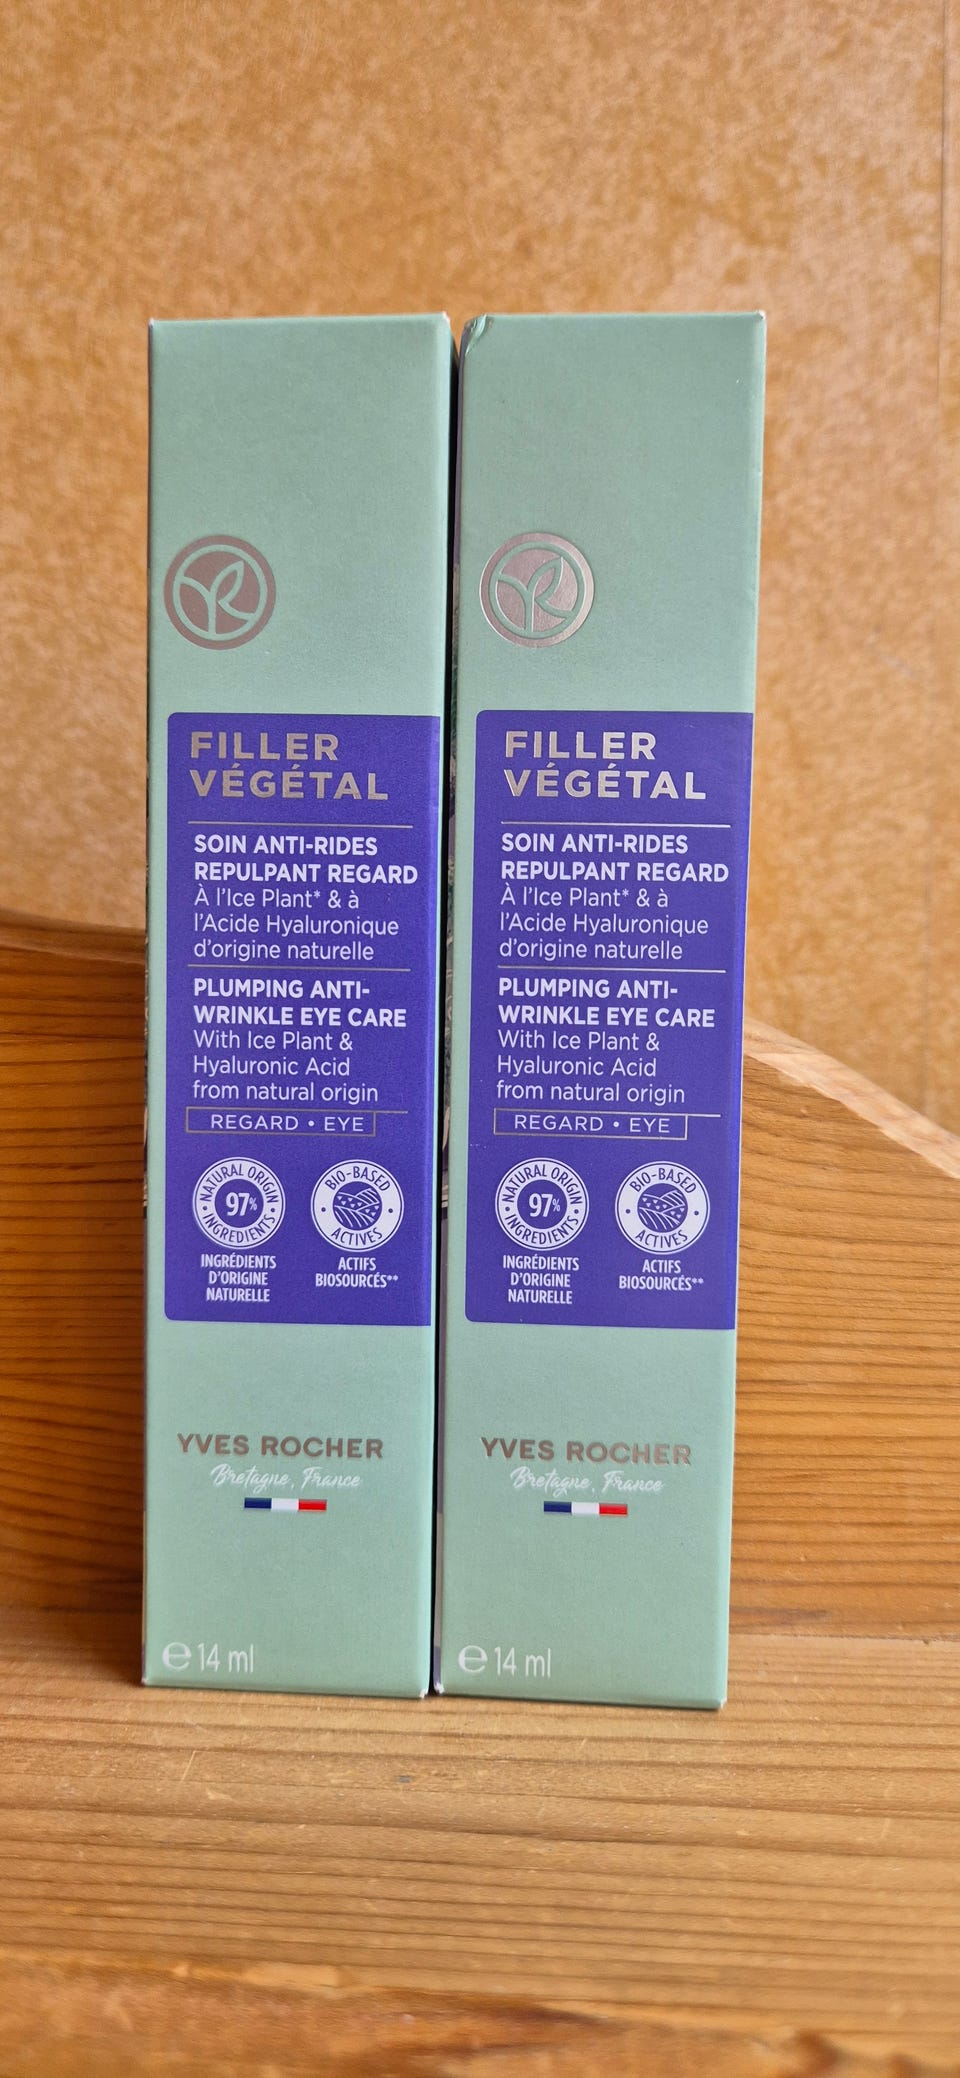 FILLER
VÉGÉTAL
SOIN ANTI-RIDES
REPULPANT REGARD
À l'Ice Plant* & à
l'Acide Hyaluronique
d'origine naturelle
PLUMPING ANTI-
WRINKLE EYE CARE
With Ice Plant &
Hyaluronic Acid
from natural origin
REGARD • EYE
NATURAL ORIGIN
97%
• INGREDIENTS •
INGRÉDIENTS
D'ORIGINE
NATURELLE
BIO-BASED
• ACTIVES •
ACTIFS
BIOSOURCÉS**
YVES ROCHER
Bretagne, France
e 14 ml
FILLER
VÉGÉTAL
SOIN ANTI-RIDES
REPULPANT REGARD
À l'Ice Plant* & à
l'Acide Hyaluronique
d'origine naturelle
PLUMPING ANTI-
WRINKLE EYE CARE
With Ice Plant &
Hyaluronic Acid
from natural origin
REGARD • EYE
NATURAL ORIGIN
97%
• INGREDIENTS •
INGRÉDIENTS
D'ORIGINE
NATURELLE
BIO-BASED
• ACTIVES •
ACTIFS
BIOSOURCÉS**
YVES ROCHER
Bretagne, France
e 14 ml